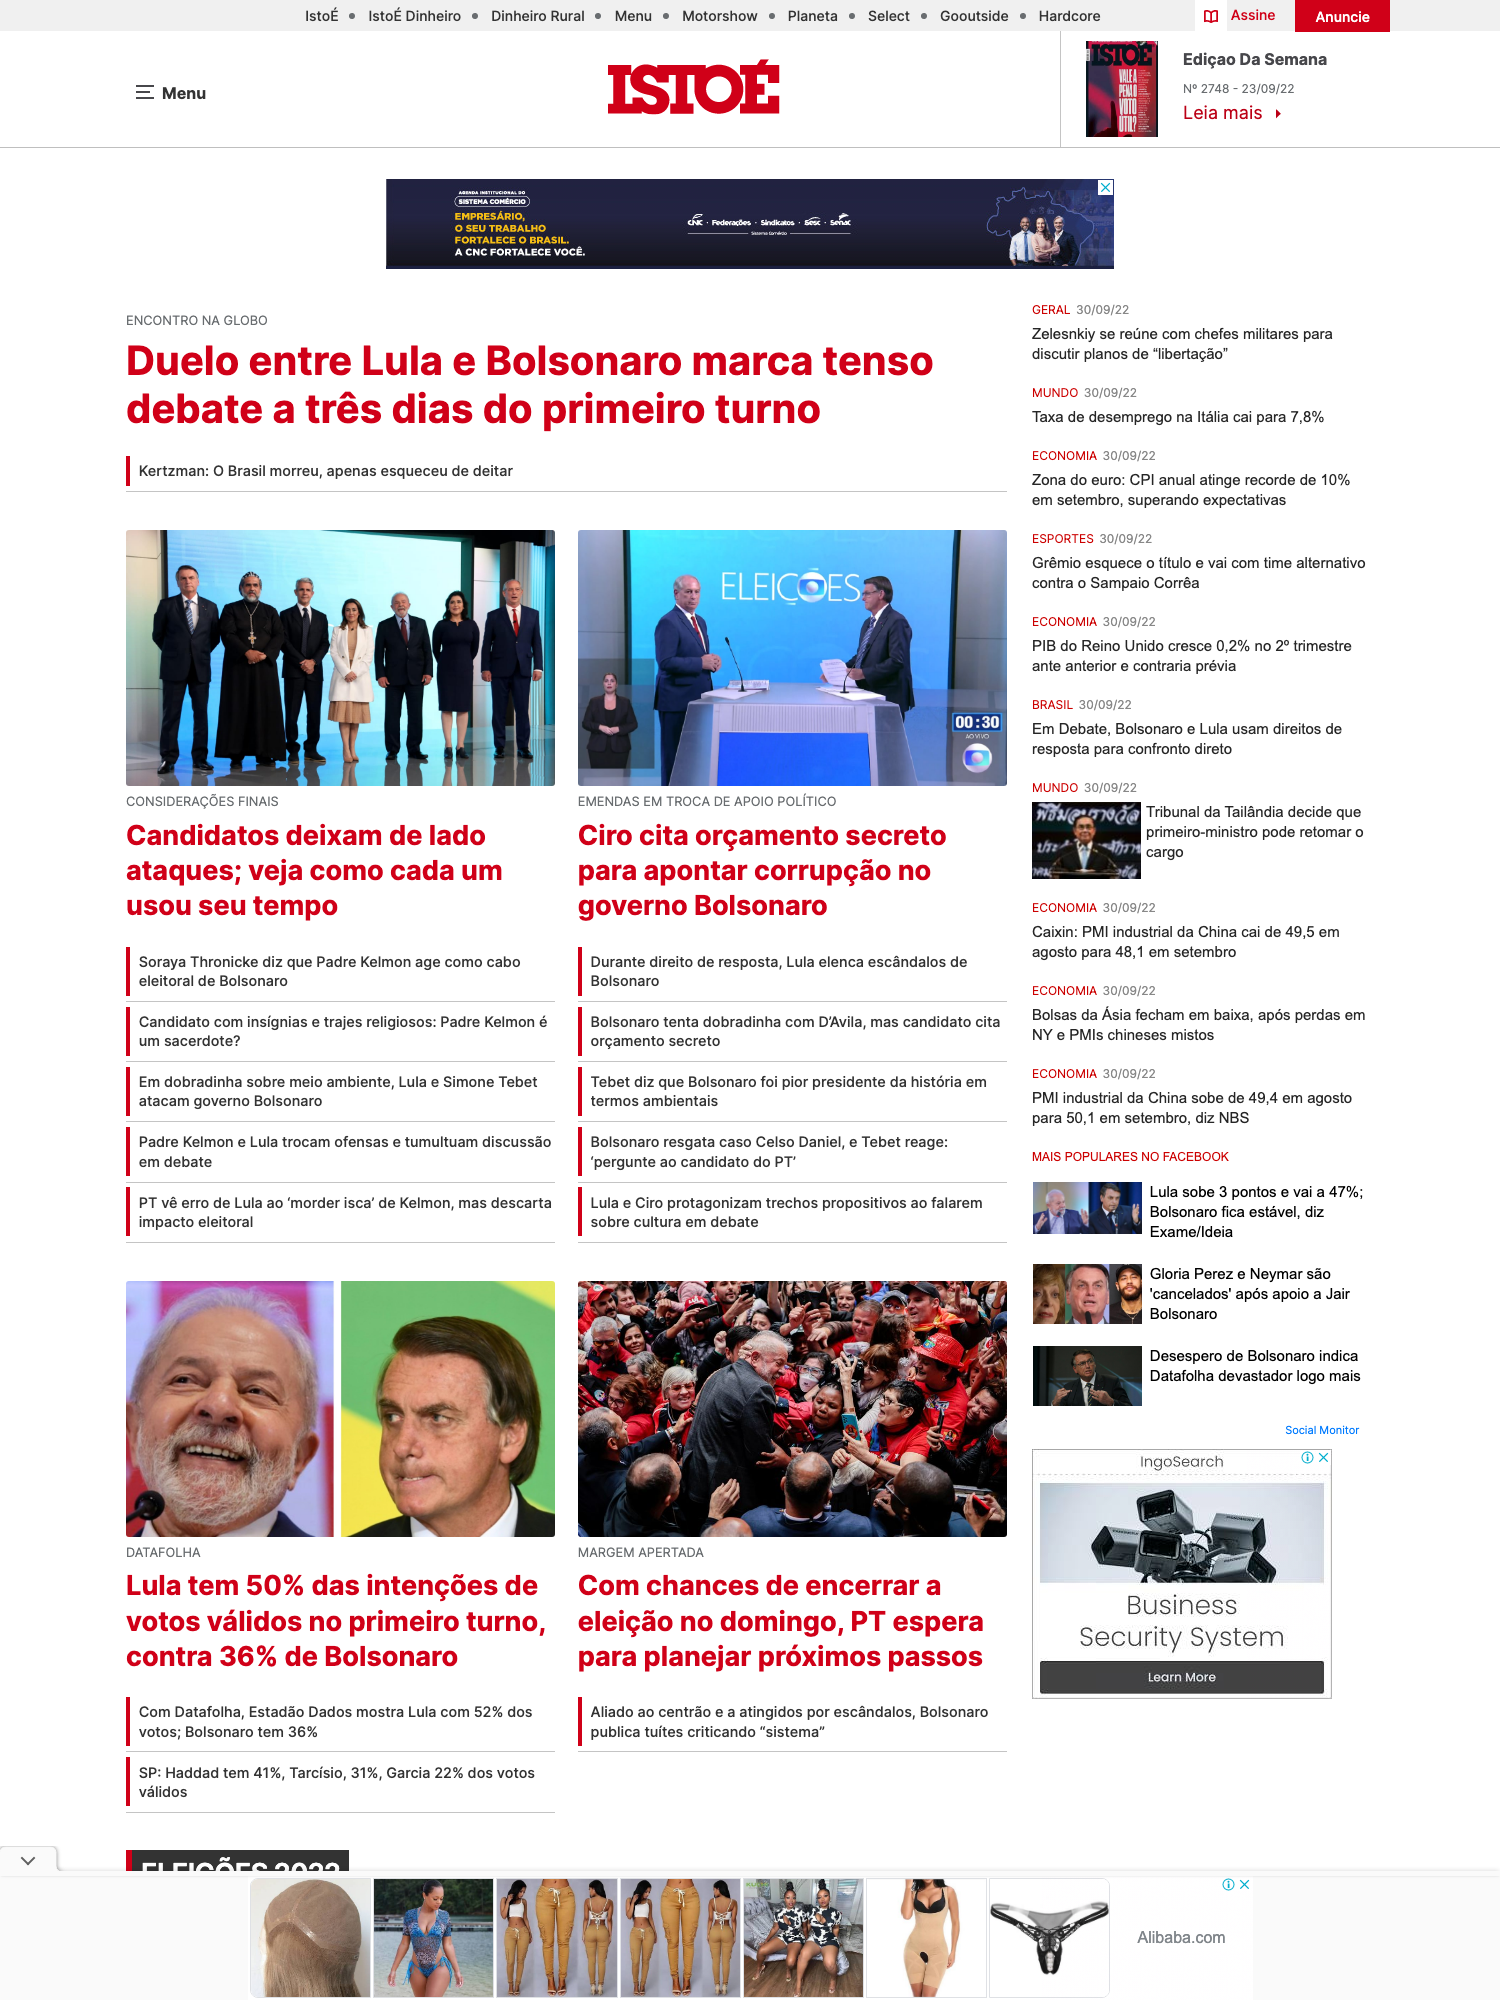 IstoÉ • IstoÉ Dinheiro • Dinheiro Rural • Menu • Motorshow • Planeta • Select • Gooutside • Hardcore
Assine
Anuncie
Menu
ISTOÉ
ISTOÉ
VALE A
PENA O
VOTO
ÚTIL?
Ediçao Da Semana
Nº 2748 - 23/09/22
Leia mais
AGENDA INSTITUCIONAL DO
SISTEMA COMÉRCIO
EMPRESÁRIO,
O SEU TRABALHO
FORTALECE O BRASIL.
A CNC FORTALECE VOCÊ.
CNC · Federações · Sindicatos · Sesc · Senac
Sistema Comércio
ENCONTRO NA GLOBO
Duelo entre Lula e Bolsonaro marca tenso
debate a três dias do primeiro turno
Kertzman: O Brasil morreu, apenas esqueceu de deitar
CONSIDERAÇÕES FINAIS
Candidatos deixam de lado
ataques; veja como cada um
usou seu tempo
Soraya Thronicke diz que Padre Kelmon age como cabo
eleitoral de Bolsonaro
Candidato com insígnias e trajes religiosos: Padre Kelmon é
um sacerdote?
Em dobradinha sobre meio ambiente, Lula e Simone Tebet
atacam governo Bolsonaro
Padre Kelmon e Lula trocam ofensas e tumultuam discussão
em debate
PT vê erro de Lula ao ‘morder isca’ de Kelmon, mas descarta
impacto eleitoral
ELEIÇÕES
00:30
AO VIVO
EMENDAS EM TROCA DE APOIO POLÍTICO
Ciro cita orçamento secreto
para apontar corrupção no
governo Bolsonaro
Durante direito de resposta, Lula elenca escândalos de
Bolsonaro
Bolsonaro tenta dobradinha com D’Avila, mas candidato cita
orçamento secreto
Tebet diz que Bolsonaro foi pior presidente da história em
termos ambientais
Bolsonaro resgata caso Celso Daniel, e Tebet reage:
‘pergunte ao candidato do PT’
Lula e Ciro protagonizam trechos propositivos ao falarem
sobre cultura em debate
DATAFOLHA
Lula tem 50% das intenções de
votos válidos no primeiro turno,
contra 36% de Bolsonaro
Com Datafolha, Estadão Dados mostra Lula com 52% dos
votos; Bolsonaro tem 36%
SP: Haddad tem 41%, Tarcísio, 31%, Garcia 22% dos votos
válidos
MARGEM APERTADA
Com chances de encerrar a
eleição no domingo, PT espera
para planejar próximos passos
Aliado ao centrão e a atingidos por escândalos, Bolsonaro
publica tuítes criticando “sistema”
GERAL 30/09/22
Zelesnkiy se reúne com chefes militares para
discutir planos de “libertação”
MUNDO 30/09/22
Taxa de desemprego na Itália cai para 7,8%
ECONOMIA 30/09/22
Zona do euro: CPI anual atinge recorde de 10%
em setembro, superando expectativas
ESPORTES 30/09/22
Grêmio esquece o título e vai com time alternativo
contra o Sampaio Corrêa
ECONOMIA 30/09/22
PIB do Reino Unido cresce 0,2% no 2º trimestre
ante anterior e contraria prévia
BRASIL 30/09/22
Em Debate, Bolsonaro e Lula usam direitos de
resposta para confronto direto
MUNDO 30/09/22
Tribunal da Tailândia decide que
primeiro-ministro pode retomar o
cargo
ECONOMIA 30/09/22
Caixin: PMI industrial da China cai de 49,5 em
agosto para 48,1 em setembro
ECONOMIA 30/09/22
Bolsas da Ásia fecham em baixa, após perdas em
NY e PMIs chineses mistos
ECONOMIA 30/09/22
PMI industrial da China sobe de 49,4 em agosto
para 50,1 em setembro, diz NBS
MAIS POPULARES NO FACEBOOK
Lula sobe 3 pontos e vai a 47%;
Bolsonaro fica estável, diz
Exame/Ideia
Gloria Perez e Neymar são
'cancelados' após apoio a Jair
Bolsonaro
Desespero de Bolsonaro indica
Datafolha devastador logo mais
Social Monitor
IngoSearch
Business
Security System
Learn More
ELEIÇÕES 2022
Alibaba.com